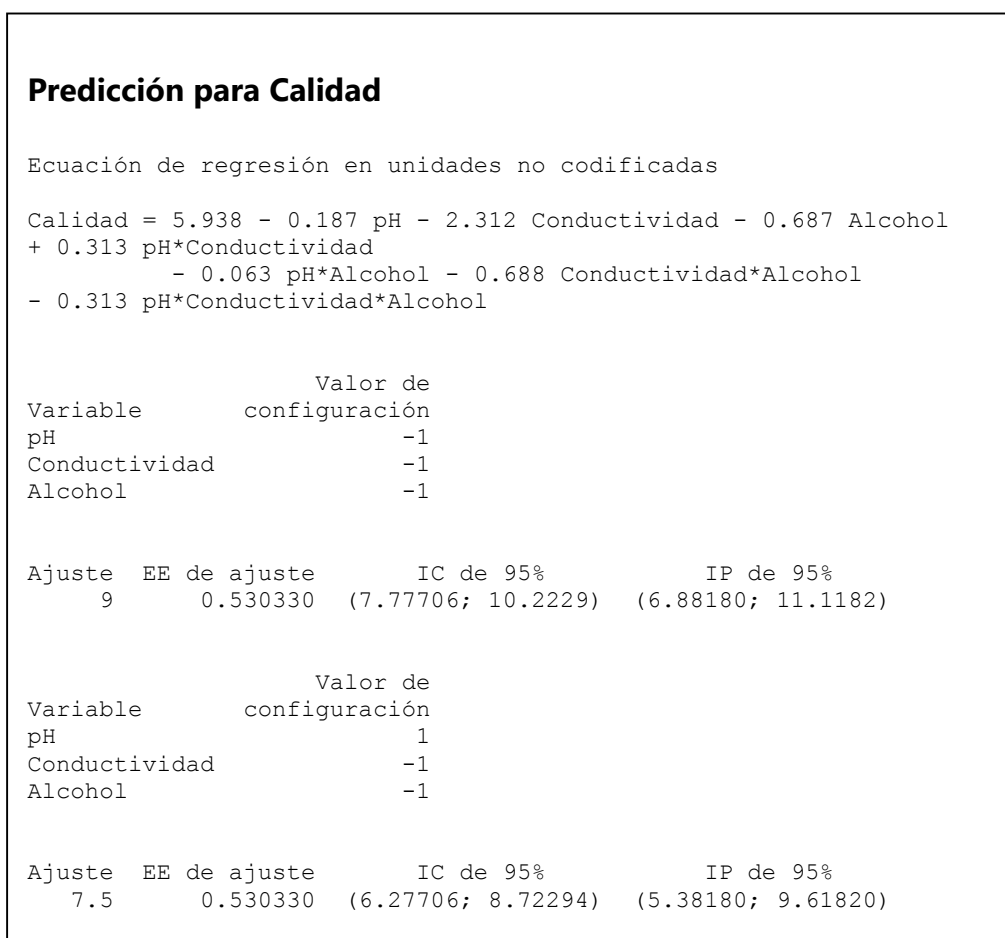 Predicción para Calidad
Ecuación de regresión en unidades no codificadas
Calidad = 5.938 - 0.187 pH - 2.312 Conductividad - 0.687 Alcohol
+ 0.313 pH*Conductividad
- 0.063 pH*Alcohol - 0.688 Conductividad*Alcohol
- 0.313 pH*Conductividad*Alcohol
Valor de
Variable configuración
pH -1
Conductividad -1
Alcohol -1
Ajuste EE de ajuste IC de 95% IP de 95%
9 0.530330 (7.77706; 10.2229) (6.88180; 11.1182)
Valor de
Variable configuración
pH 1
Conductividad -1
Alcohol -1
Ajuste EE de ajuste IC de 95% IP de 95%
7.5 0.530330 (6.27706; 8.72294) (5.38180; 9.61820)